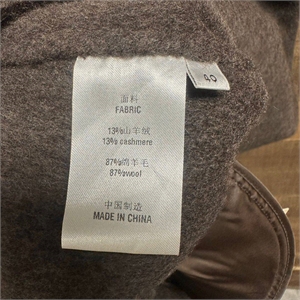 面料
FABRIC
13%山羊绒
13% cashmere
87%绵羊毛
87%wool
中国制造
MADE IN CHINA
40